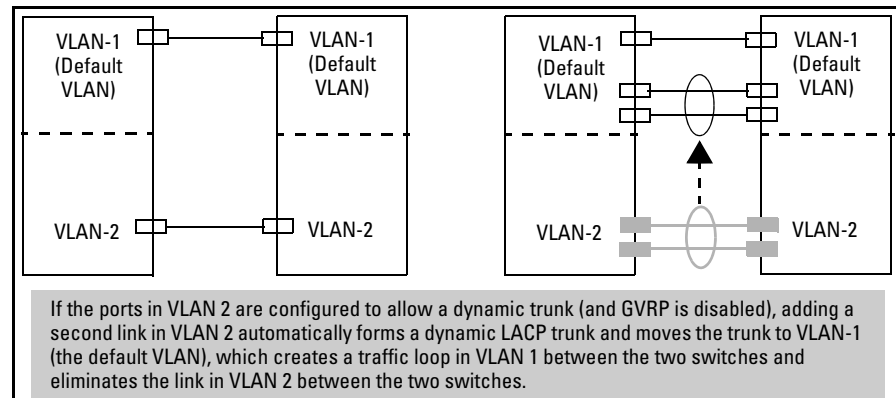 VLAN-1
(Default
VLAN)
VLAN-1
(Default
VLAN)
VLAN-1
(Default
VLAN)
VLAN-1
(Default
VLAN)
VLAN-2
VLAN-2
VLAN-2
VLAN-2
If the ports in VLAN 2 are configured to allow a dynamic trunk (and GVRP is disabled), adding a
second link in VLAN 2 automatically forms a dynamic LACP trunk and moves the trunk to VLAN-1
(the default VLAN), which creates a traffic loop in VLAN 1 between the two switches and
eliminates the link in VLAN 2 between the two switches.